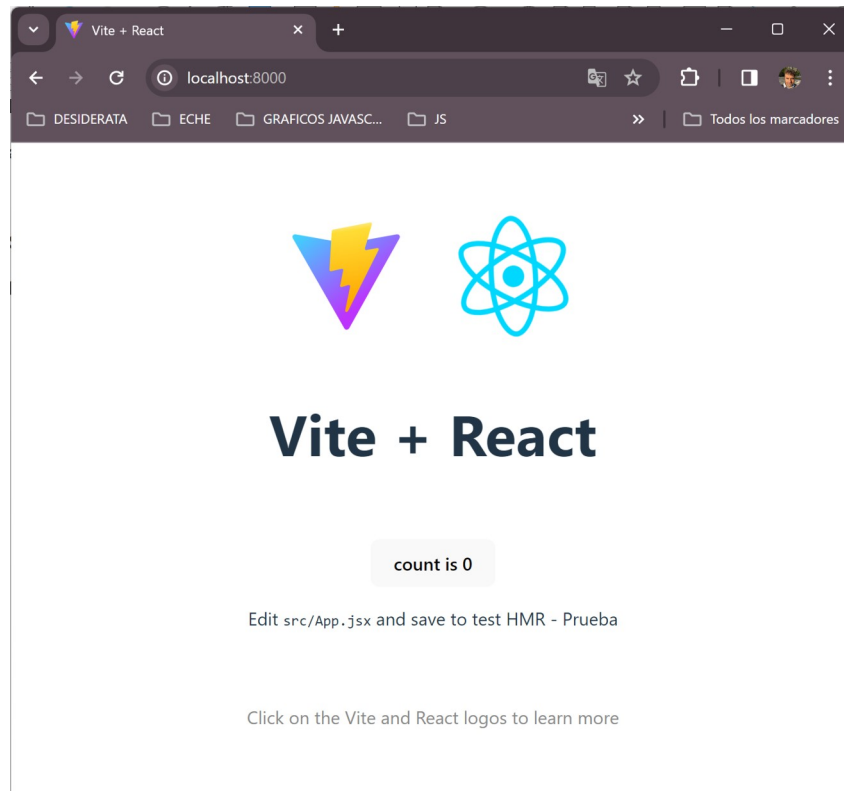 Vite + React
localhost:8000
DESIDERATA ECHE GRAFICOS JAVASC... JS Todos los marcadores
Vite + React
count is 0
Edit src/App.jsx and save to test HMR - Prueba
Click on the Vite and React logos to learn more